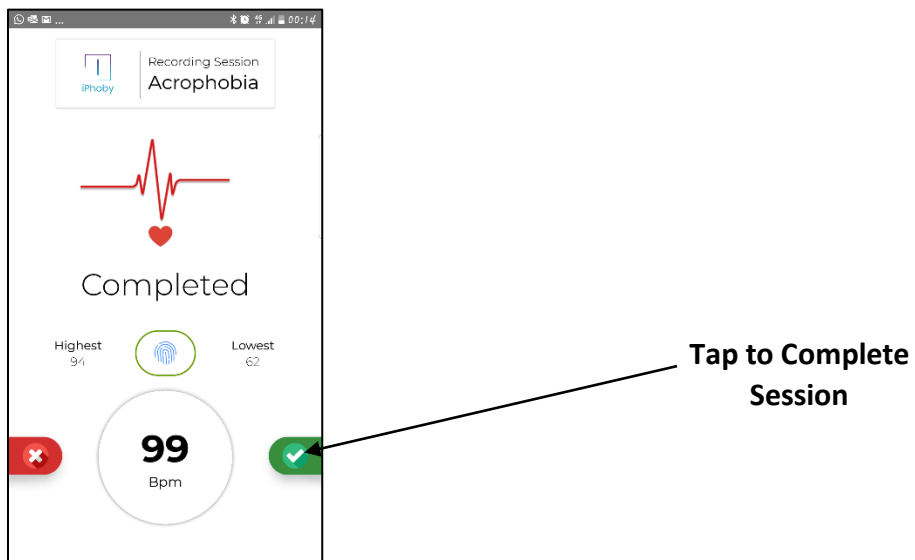 ... 00:14
iPhoby
Recording Session
Acrophobia
Completed
Highest
94
Lowest
62
99
Bpm
Tap to Complete
Session